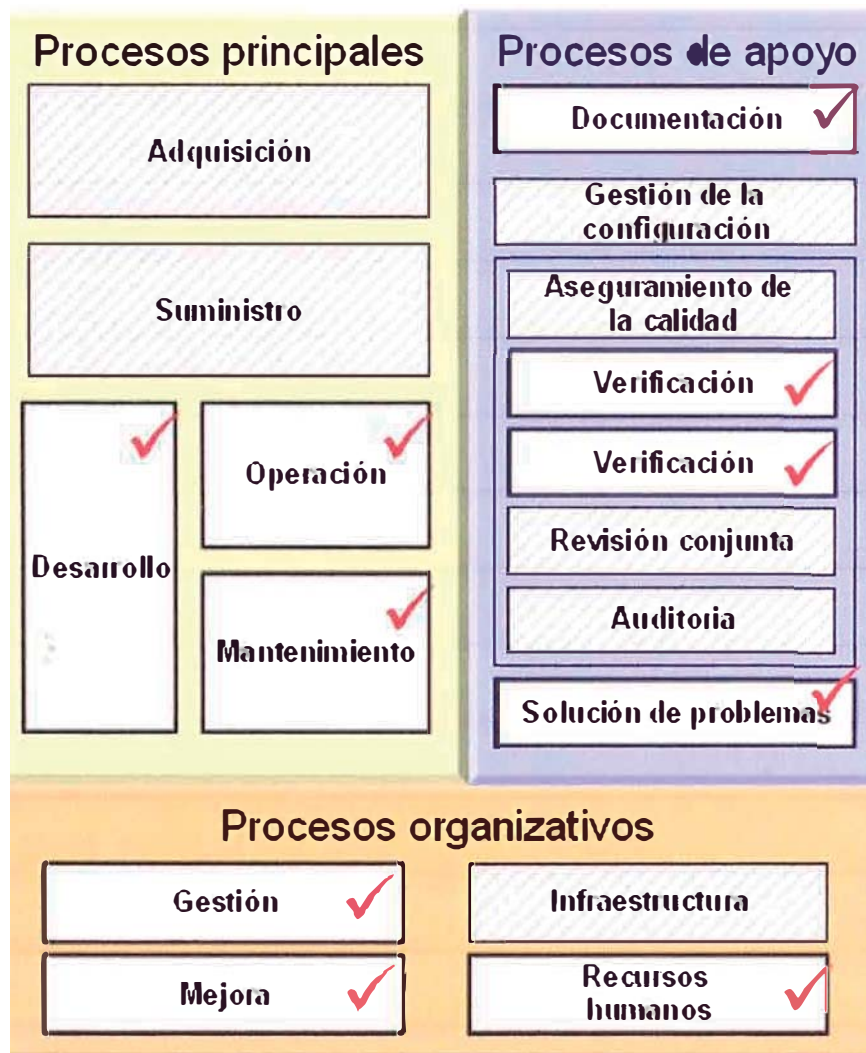 Procesos principales
Adquisición
Suministro
Desarrollo
Operación
Mantenimiento
Procesos de apoyo
Documentación
Gestión de la
configuración
Aseguramiento de
la calidad
Verificación
Verificación
Revisión conjunta
Auditoria
Solución de problemas
Procesos organizativos
Gestión
Infraestructura
Mejora
Recursos
humanos